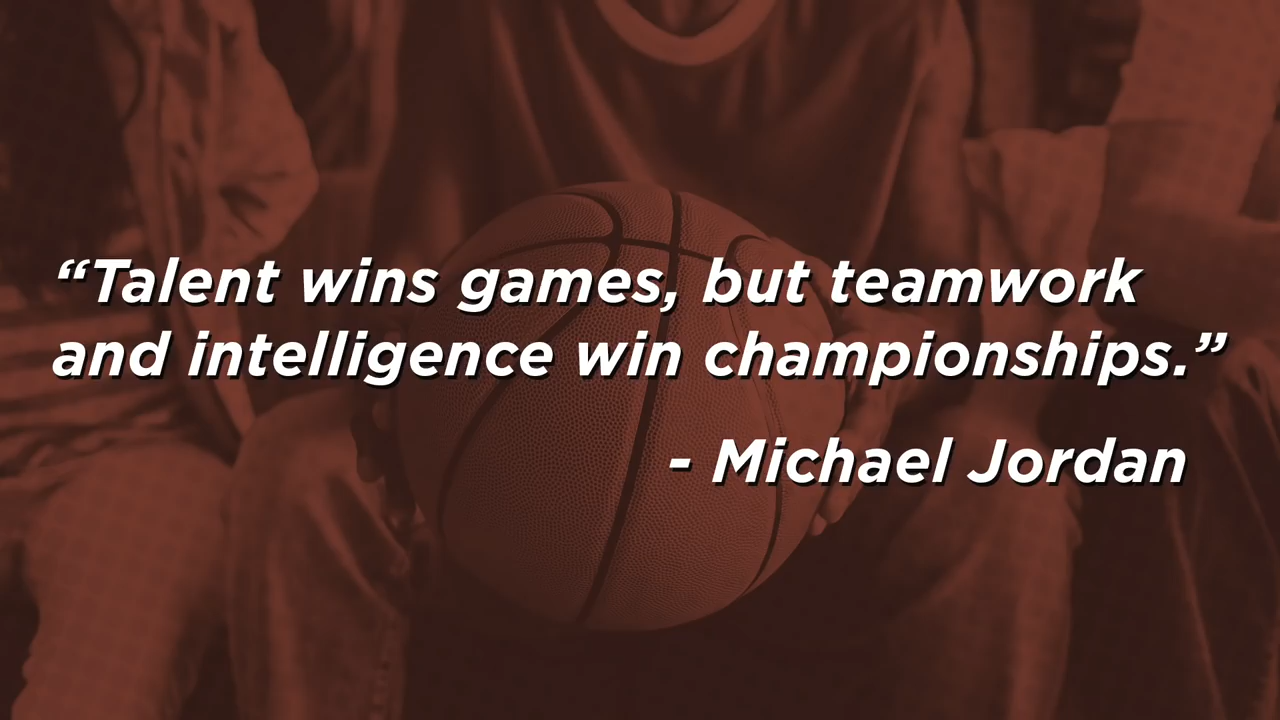 “Talent wins games, but teamwork
and intelligence win championships.”
- Michael Jordan